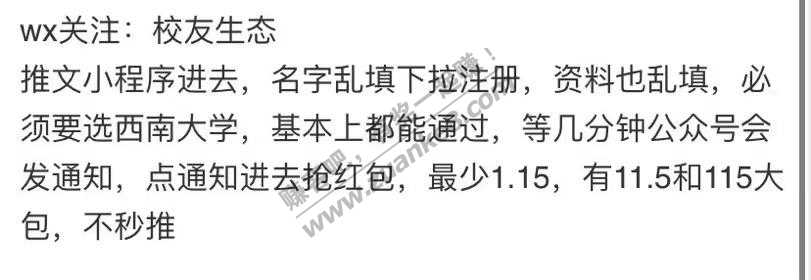 wx关注：校友生态
推文小程序进去，名字乱填下拉注册，资料也乱填，必
须要选西南大学，基本上都能通过，等几分钟公众号会
发通知，点通知进去抢红包，最少1.15，有11.5和115大
包，不秒推